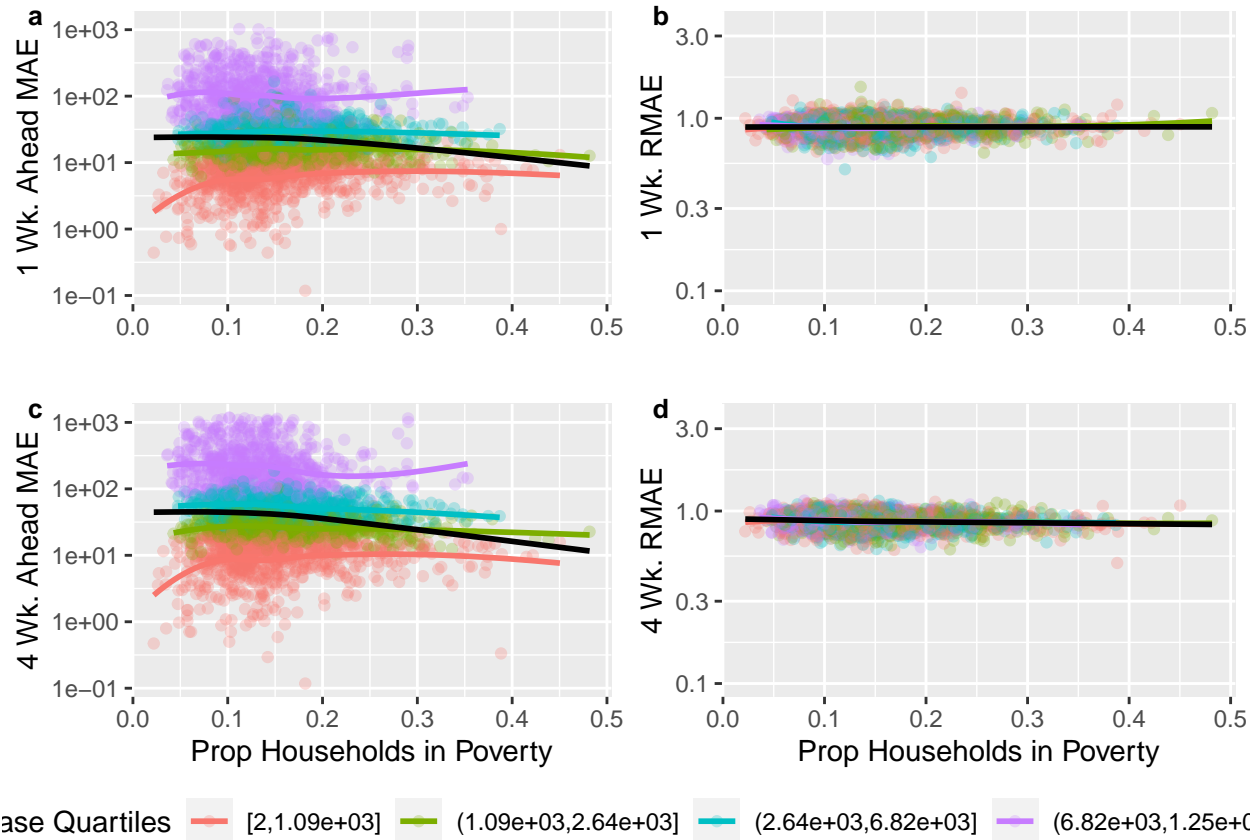 a
b
1e+03
1e+02
1e+01
1e+00
1e−01
1 Wk. Ahead MAE
0.0 0.1 0.2 0.3 0.4 0.5
3.0
1.0
0.3
0.1
1 Wk. RMAE
0.0 0.1 0.2 0.3 0.4 0.5
c
d
1e+03
1e+02
1e+01
1e+00
1e−01
4 Wk. Ahead MAE
0.0 0.1 0.2 0.3 0.4 0.5
Prop Households in Poverty
3.0
1.0
0.3
0.1
4 Wk. RMAE
0.0 0.1 0.2 0.3 0.4 0.5
Prop Households in Poverty
ase Quartiles [2,1.09e+03] (1.09e+03,2.64e+03] (2.64e+03,6.82e+03] (6.82e+03,1.25e+0